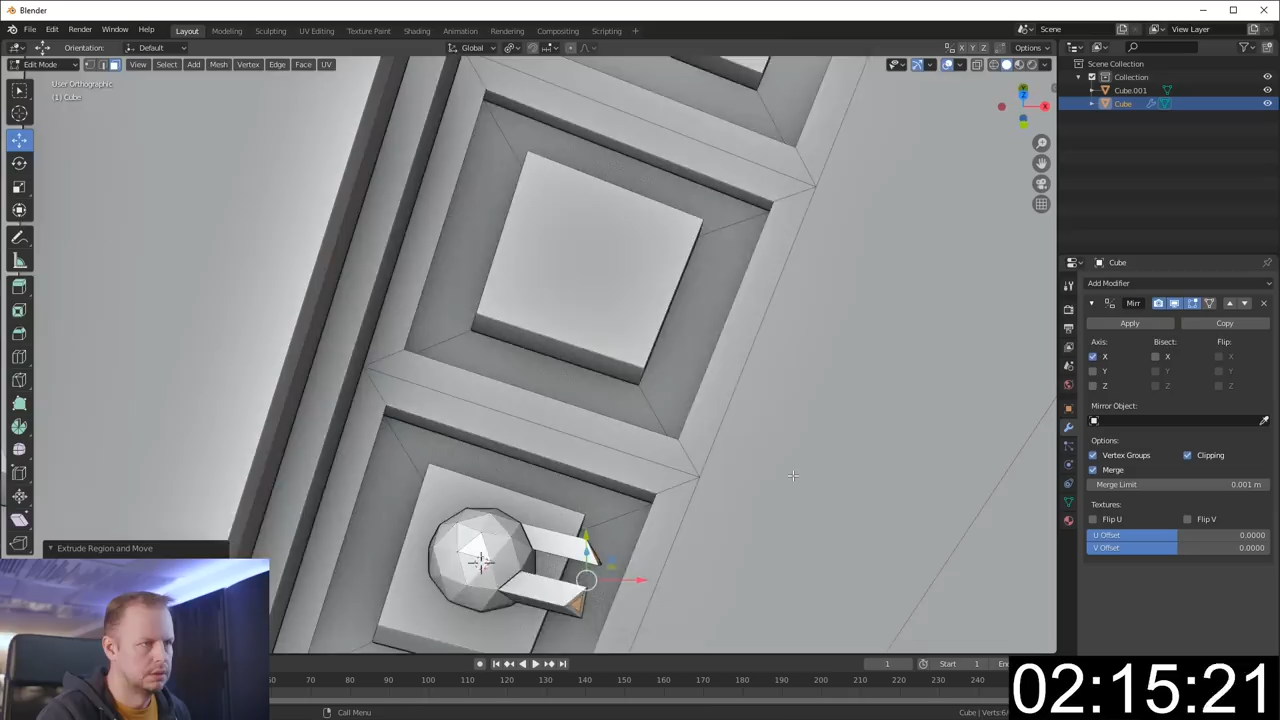 Blender
File Edit Render Window Help
Layout Modeling Sculpting UV Editing Texture Paint Shading Animation Rendering Compositing Scripting
Scene
View Layer
Orientation: Default
Global
X Y Z
Options
Edit Mode View Select Add Mesh Vertex Edge Face UV
User Orthographic
(1) Cube
Scene Collection
Collection
Cube.001
Cube
Z
X
Cube
Add Modifier
Mirr
Apply Copy
Axis: Bisect: Flip:
X X X
Y Y Y
Z Z Z
Mirror Object:
Options:
Vertex Groups Clipping
Merge
Merge Limit 0.001 m
Textures:
Flip U Flip V
U Offset 0.0000
V Offset 0.0000
Extrude Region and Move
1 Start 1
60 70 80 90 100 110 120 130 140 150 160 170 180 190 200 210 220 230 240
Call Menu
Cube | Verts:6/
02:15:21